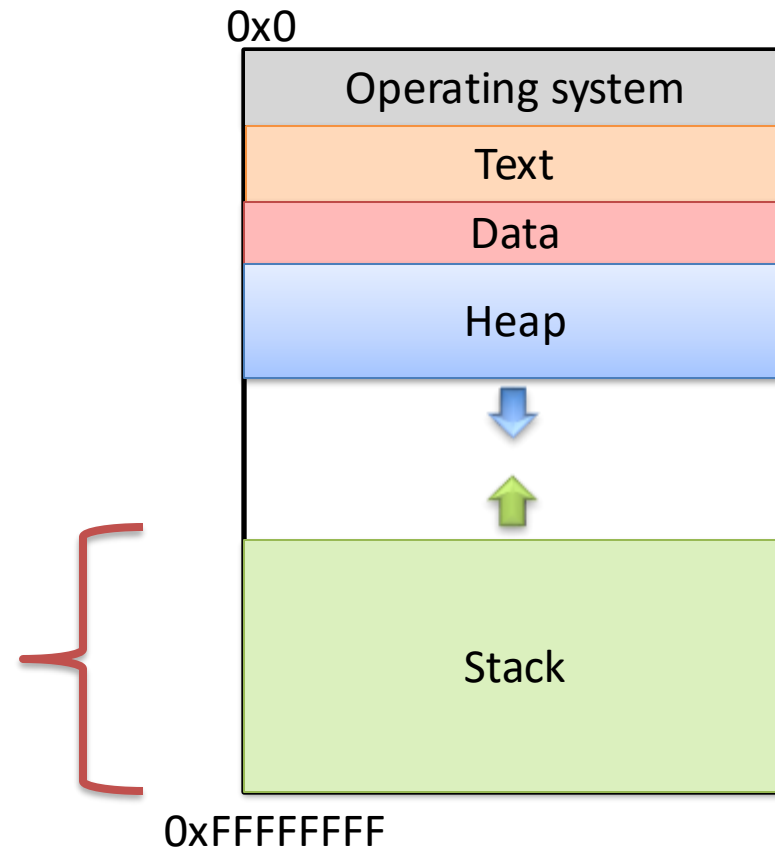 0x0
Operating system
Text
Data
Heap
Stack
0xFFFFFFFF